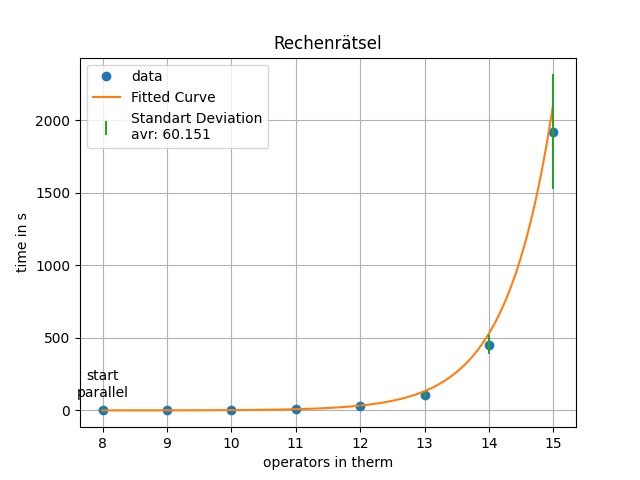 Rechenrätsel
data
Fitted Curve
Standart Deviation
avr: 60.151
2000
1500
1000
500
0
time in s
start
parallel
8 9 10 11 12 13 14 15
operators in therm